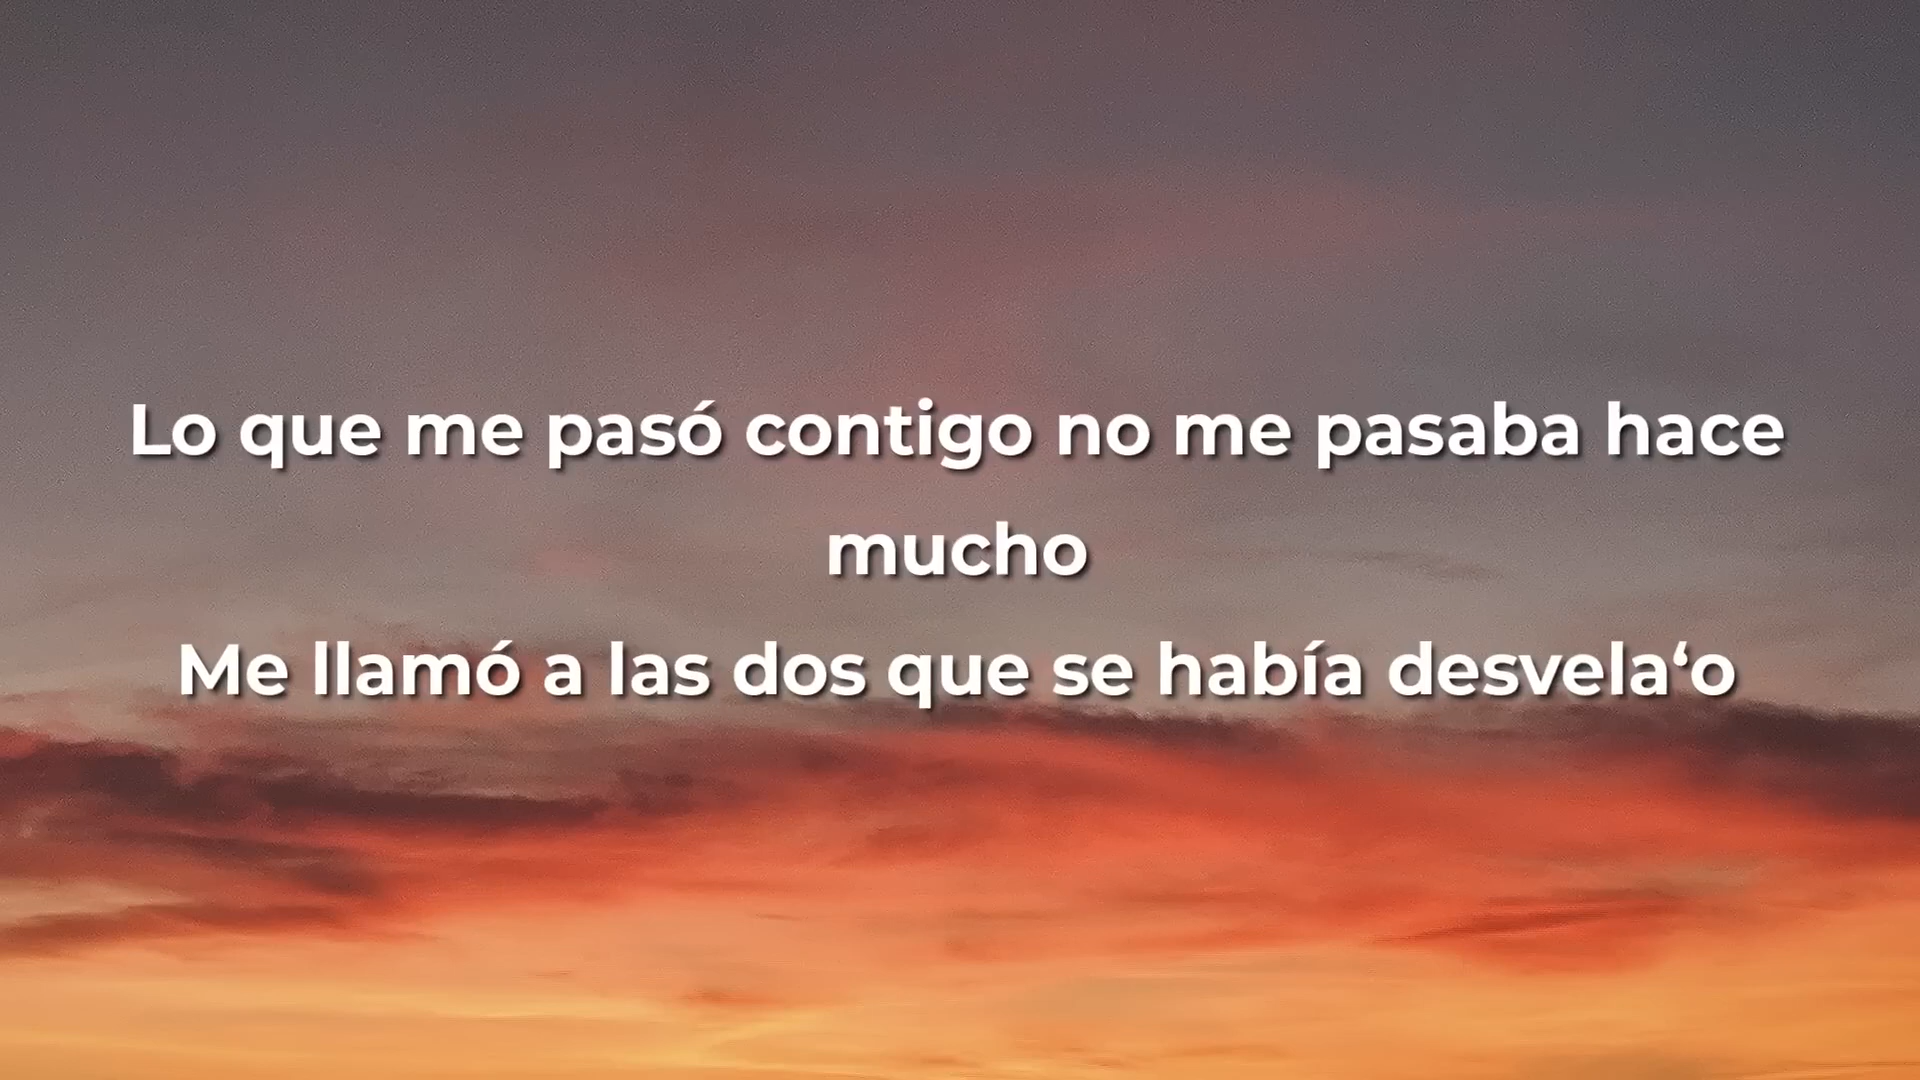 Lo que me pasó contigo no me pasaba hace
mucho
Me llamó a las dos que se había desvela‘o